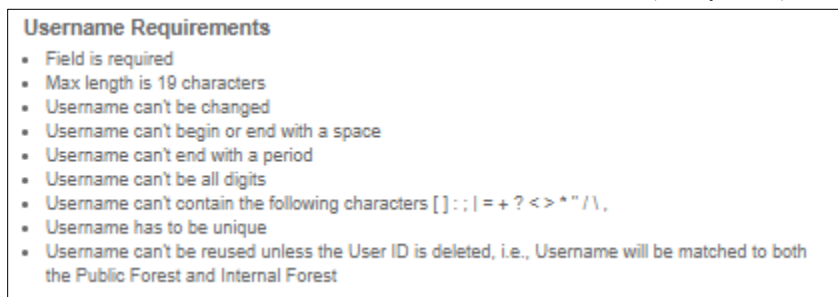 Username Requirements
• Field is required
• Max length is 19 characters
• Username can't be changed
• Username can't begin or end with a space
• Username can't end with a period
• Username can't be all digits
• Username can't contain the following characters [ ] : ; | = + ? < > * " / \ ,
• Username has to be unique
• Username can't be reused unless the User ID is deleted, i.e., Username will be matched to both
the Public Forest and Internal Forest